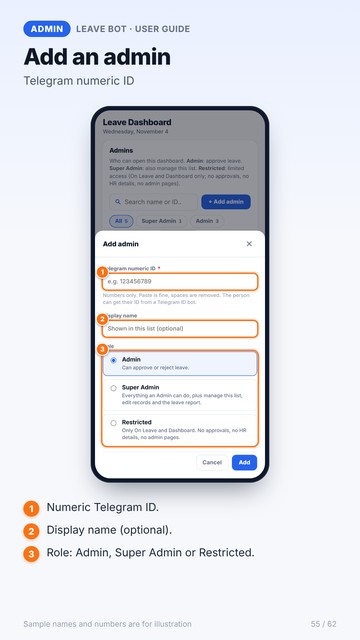 ADMIN LEAVE BOT · USER GUIDE
Add an admin
Telegram numeric ID
Leave Dashboard
Wednesday, November 4
Admins
Who can open this dashboard. Admin: approve leave.
Super Admin: also manage this list. Restricted: limited
access (On Leave and Dashboard only; no approvals, no
HR details, no admin pages).
Search name or ID..
+ Add admin
Super Admin
Admin
Add admin
1
elegram numeric ID *
e.g. 123456789
Numbers only. Paste is fine, spaces are removed. The person
can get their ID from a Telegram ID bot.
2
splay name
Shown in this list (optional)
3
ole
Admin
Can approve or reject leave.
Super Admin
Everything an Admin can do, plus manage this list,
edit records and the leave report.
Restricted
Only On Leave and Dashboard. No approvals, no HR
details, no admin pages.
Cancel Add
1 Numeric Telegram ID.
2 Display name (optional).
3 Role: Admin, Super Admin or Restricted.
Sample names and numbers are for illustration 55 / 62